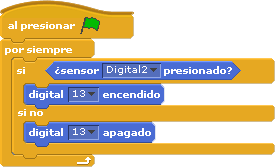 al presionar
por siempre
si ¿sensor Digital2 presionado?
digital 13 encendido
si no
digital 13 apagado